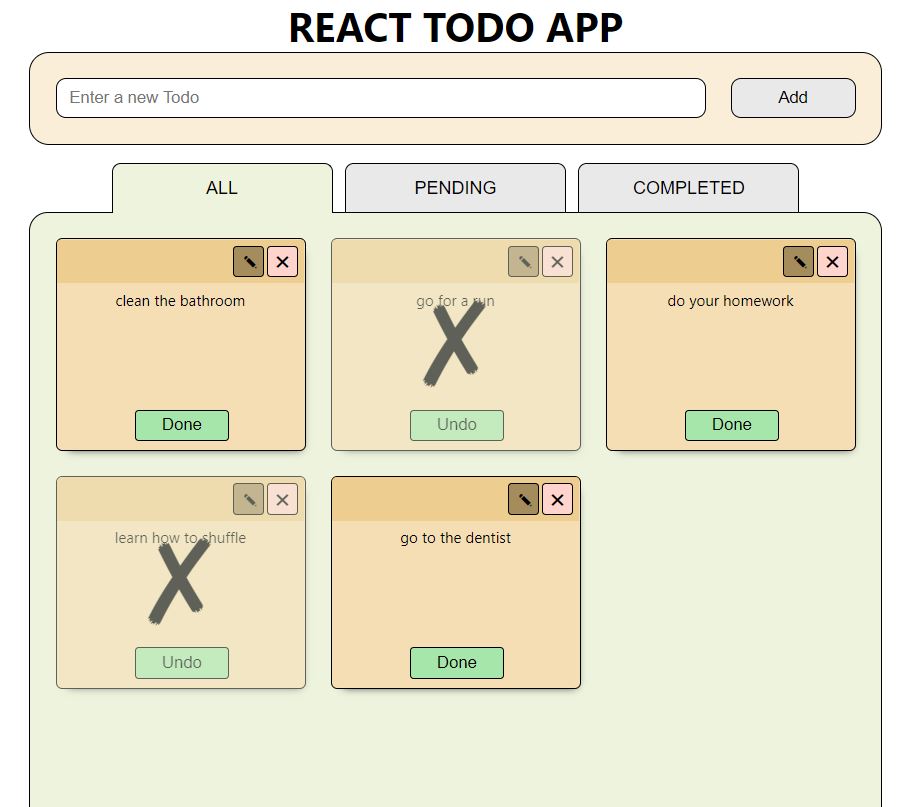 REACT TODO APP
Enter a new Todo
Add
ALL
PENDING
COMPLETED
clean the bathroom
go for a run
do your homework
Done
Undo
Done
learn how to shuffle
go to the dentist
Undo
Done